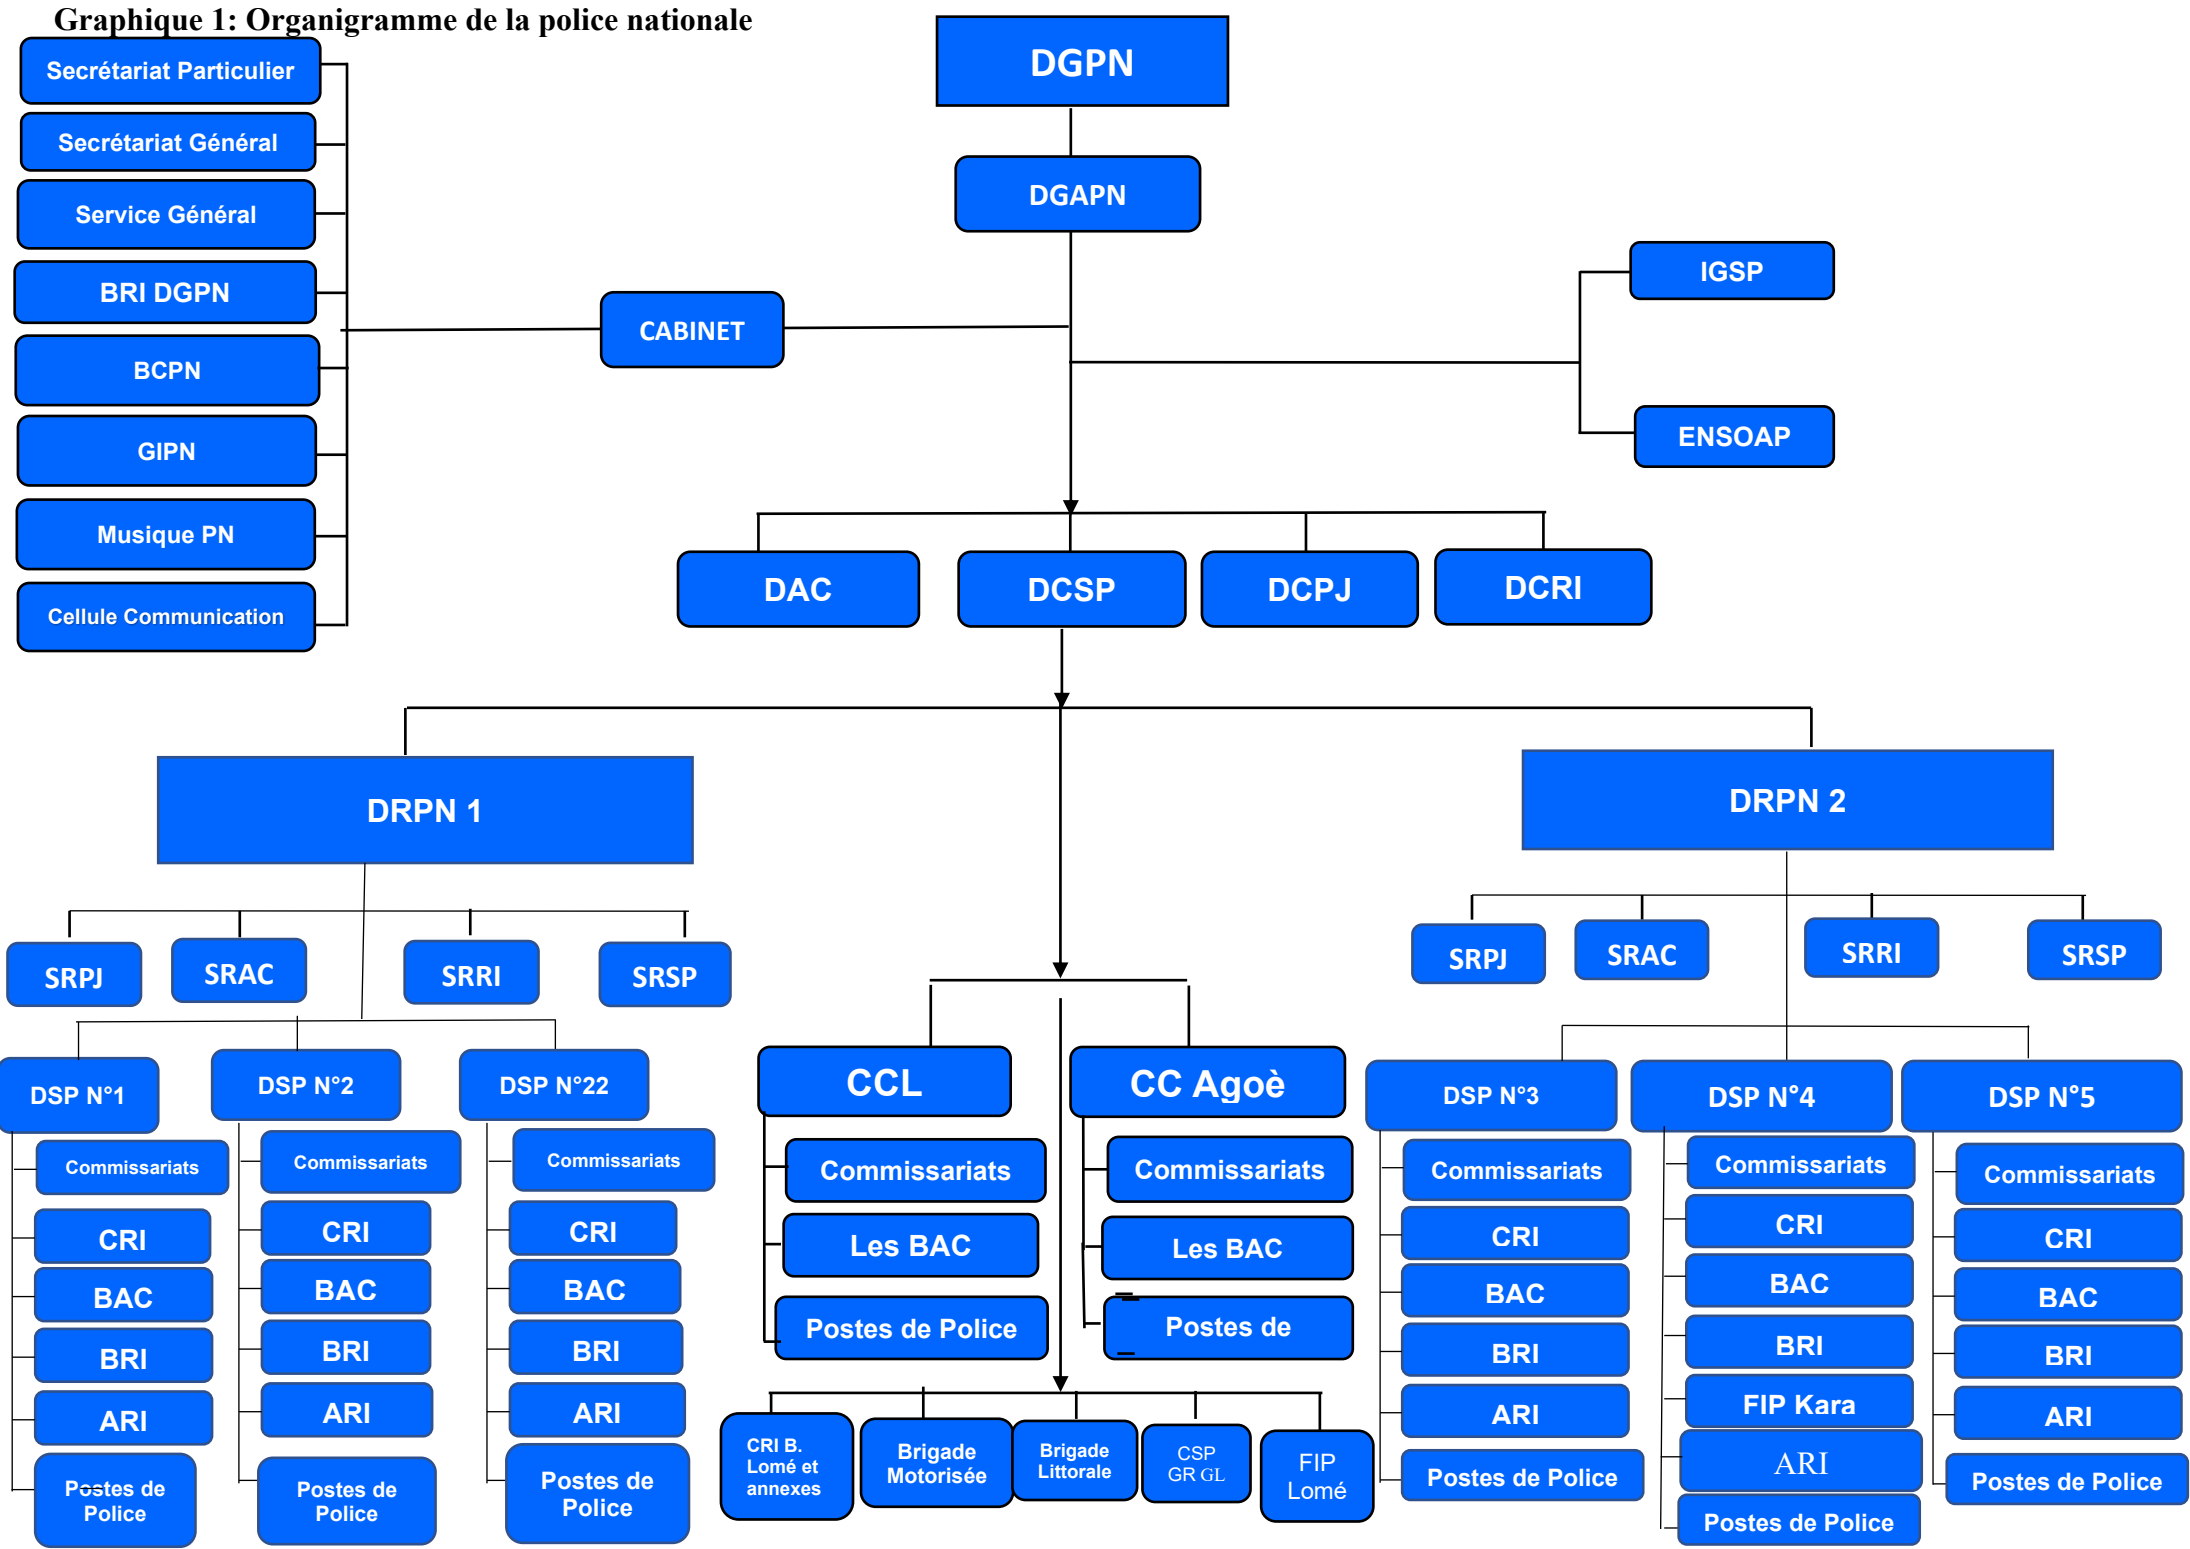 Graphique 1: Organigramme de la police nationale
DGPN
Secrétariat Particulier
Secrétariat Général
Service Général
BRI DGPN
BCPN
GIPN
Musique PN
Cellule Communication
DGAPN
CABINET
IGSP
ENSOAP
DAC
DCSP
DCPJ
DCRI
DRPN 1
DRPN 2
SRPJ
SRAC
SRRI
SRSP
SRPJ
SRAC
SRRI
SRSP
DSP N°1
Commissariats
CRI
BAC
BRI
ARI
Postes de
Police
DSP N°2
Commissariats
CRI
BAC
BRI
ARI
Postes de
Police
DSP N°22
Commissariats
CRI
BAC
BRI
ARI
Postes de
Police
CCL
Commissariats
Les BAC
Postes de Police
CC Agoè
Commissariats
Les BAC
Postes de
CRI B.
Lomé et
annexes
Brigade
Motorisée
Brigade
Littorale
CSP
GR GL
FIP
Lomé
DSP N°3
Commissariats
CRI
BAC
BRI
ARI
Postes de Police
DSP N°4
Commissariats
CRI
BAC
BRI
FIP Kara
ARI
Postes de Police
DSP N°5
Commissariats
CRI
BAC
BRI
ARI
Postes de Police